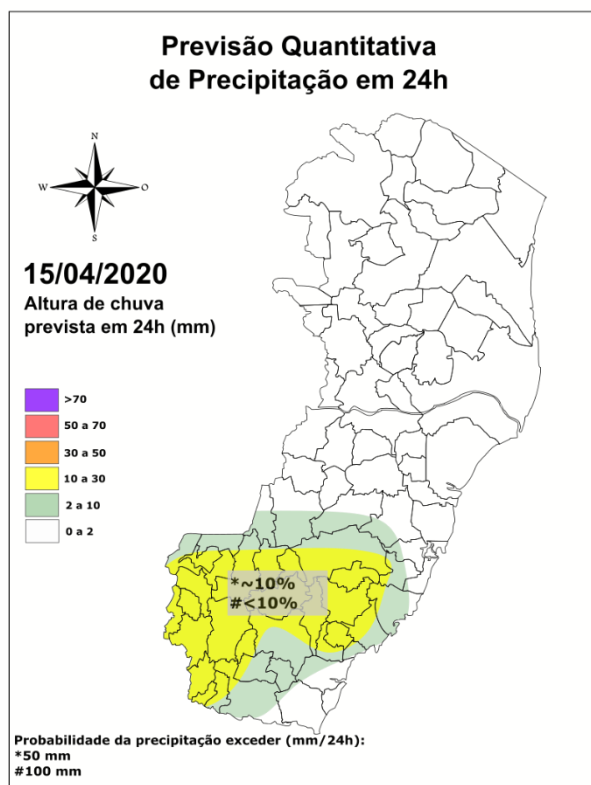 Previsão Quantitativa
de Precipitação em 24h
N
W
O
S
15/04/2020
Altura de chuva
prevista em 24h (mm)
>70
50 a 70
30 a 50
10 a 30
2 a 10
0 a 2
*~10%
#<10%
Probabilidade da precipitação exceder (mm/24h):
*50 mm
#100 mm